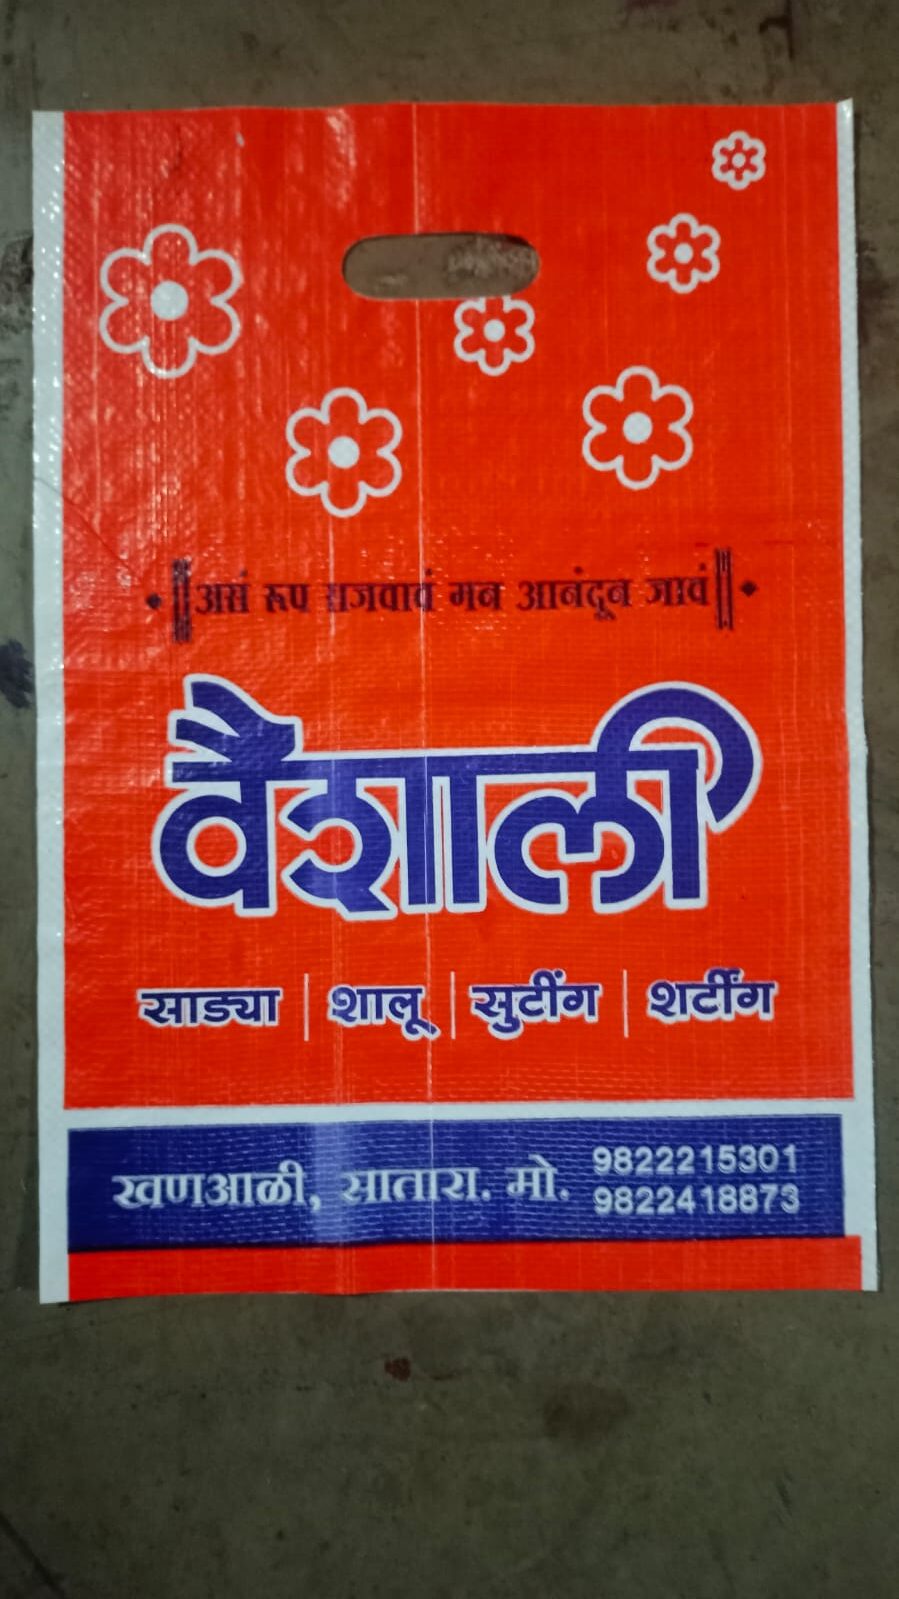 असं रूप सजवावं मन आनंदून जावं
वैशाली
साड्या | शालू | सुटींग | शर्टींग
खणआळी, सातारा. मो. 9822215301
9822418873